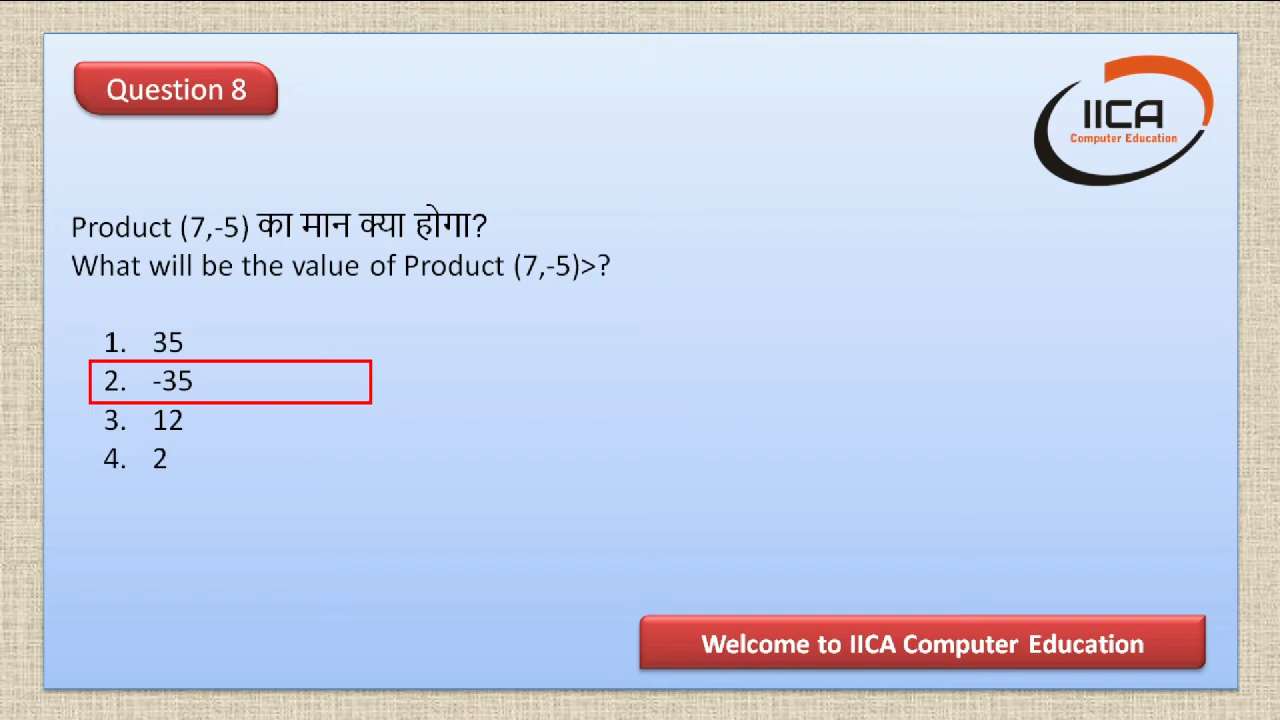 Question 8
IICA
Computer Education
Product (7,-5) का मान क्या होगा?
What will be the value of Product (7,-5)>?
1. 35
2. -35
3. 12
4. 2
Welcome to IICA Computer Education